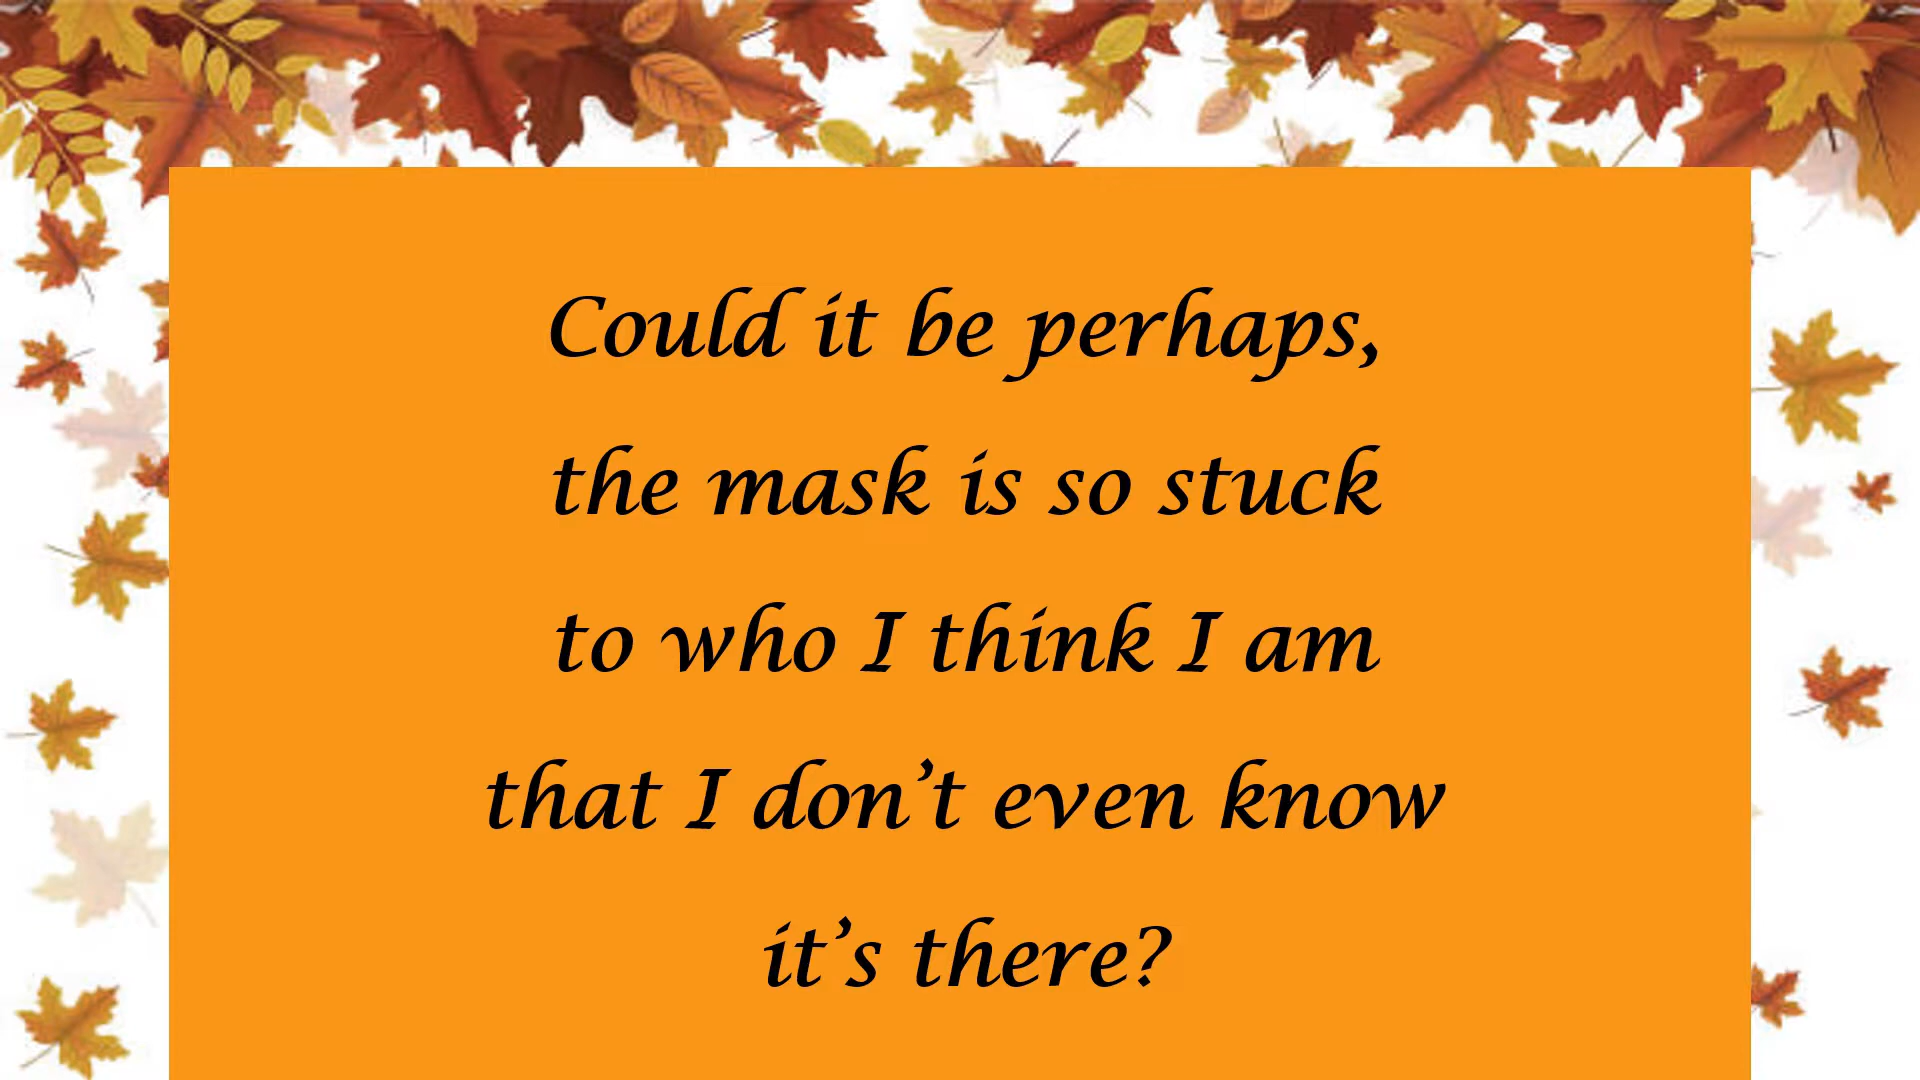 Could it be perhaps,
the mask is so stuck
to who I think I am
that I don’t even know
it’s there?